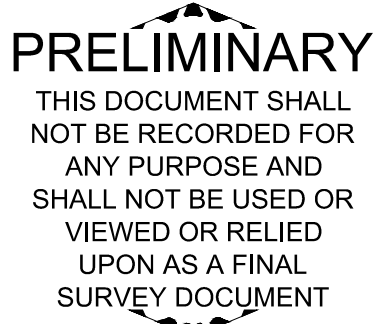 PRELIMINARY
THIS DOCUMENT SHALL
NOT BE RECORDED FOR
ANY PURPOSE AND
SHALL NOT BE USED OR
VIEWED OR RELIED
UPON AS A FINAL
SURVEY DOCUMENT